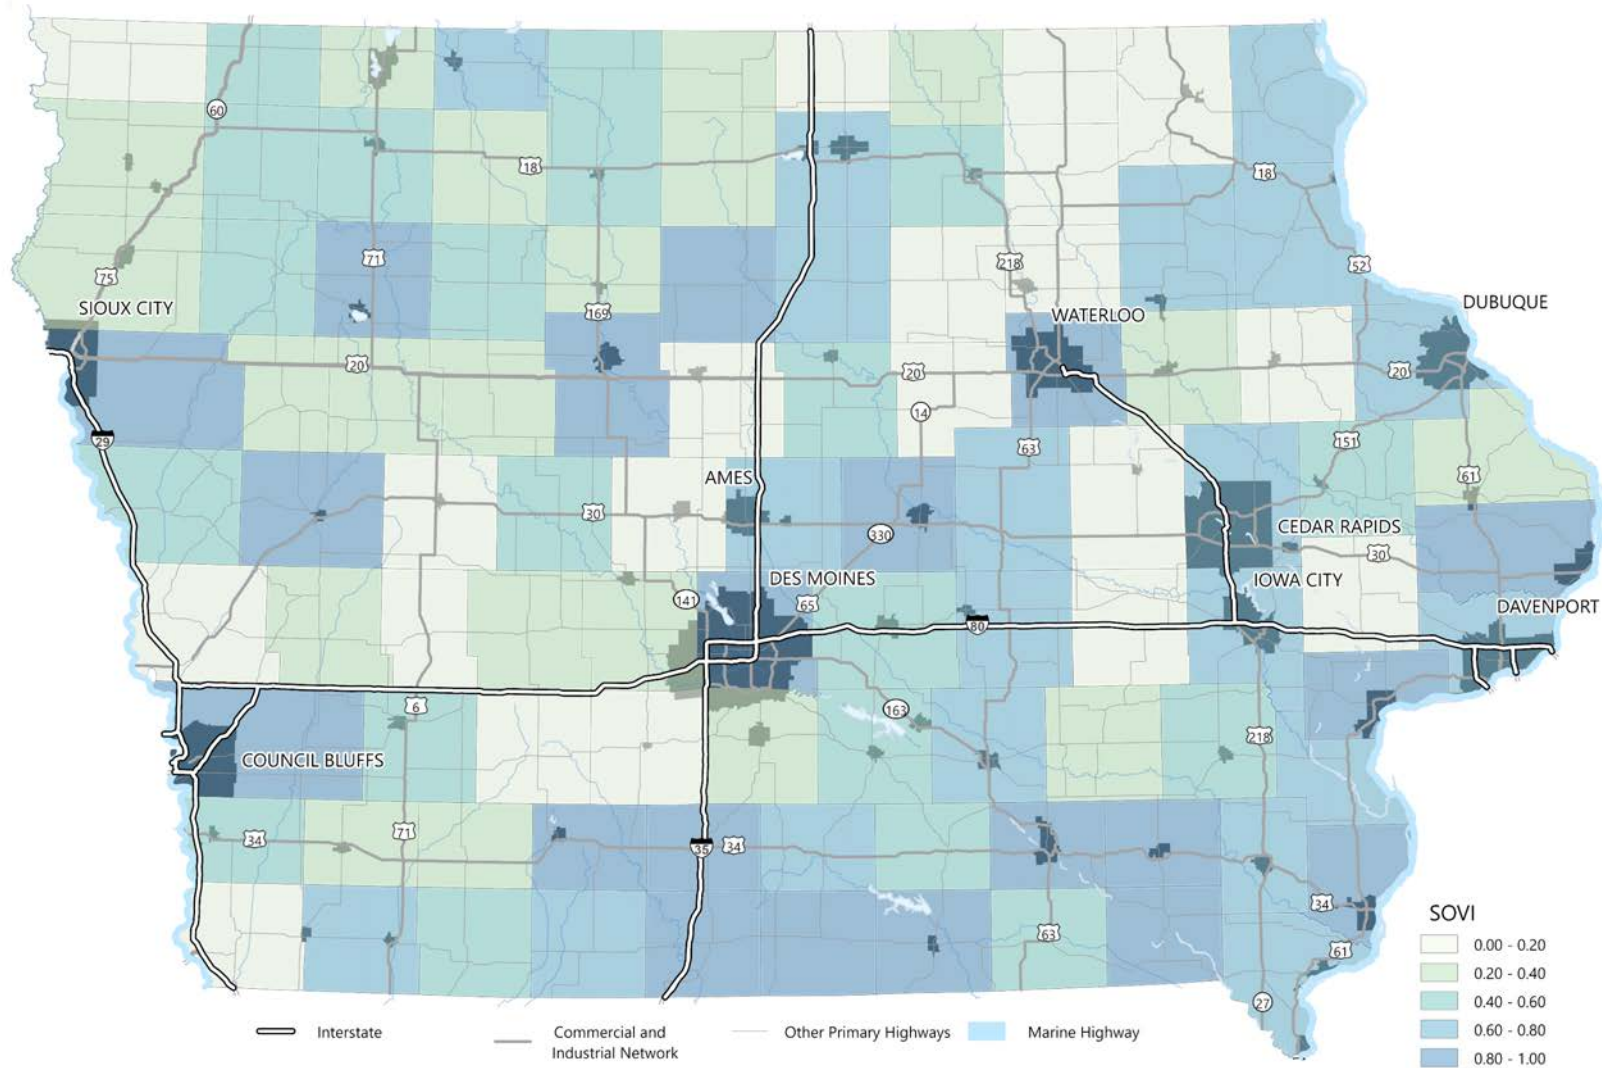 60
18
18
71
218
52
75
SIOUX CITY
DUBUQUE
169
WATERLOO
20
20
20
14
29
63
151
AMES
61
30
330
CEDAR RAPIDS
30
DES MOINES
IOWA CITY
141
65
80
DAVENPORT
6
163
218
COUNCIL BLUFFS
34
71
35
34
34
63
61
27
SOVI
0.00 - 0.20
0.20 - 0.40
0.40 - 0.60
0.60 - 0.80
0.80 - 1.00
Interstate
Commercial and
Industrial Network
Other Primary Highways
Marine Highway